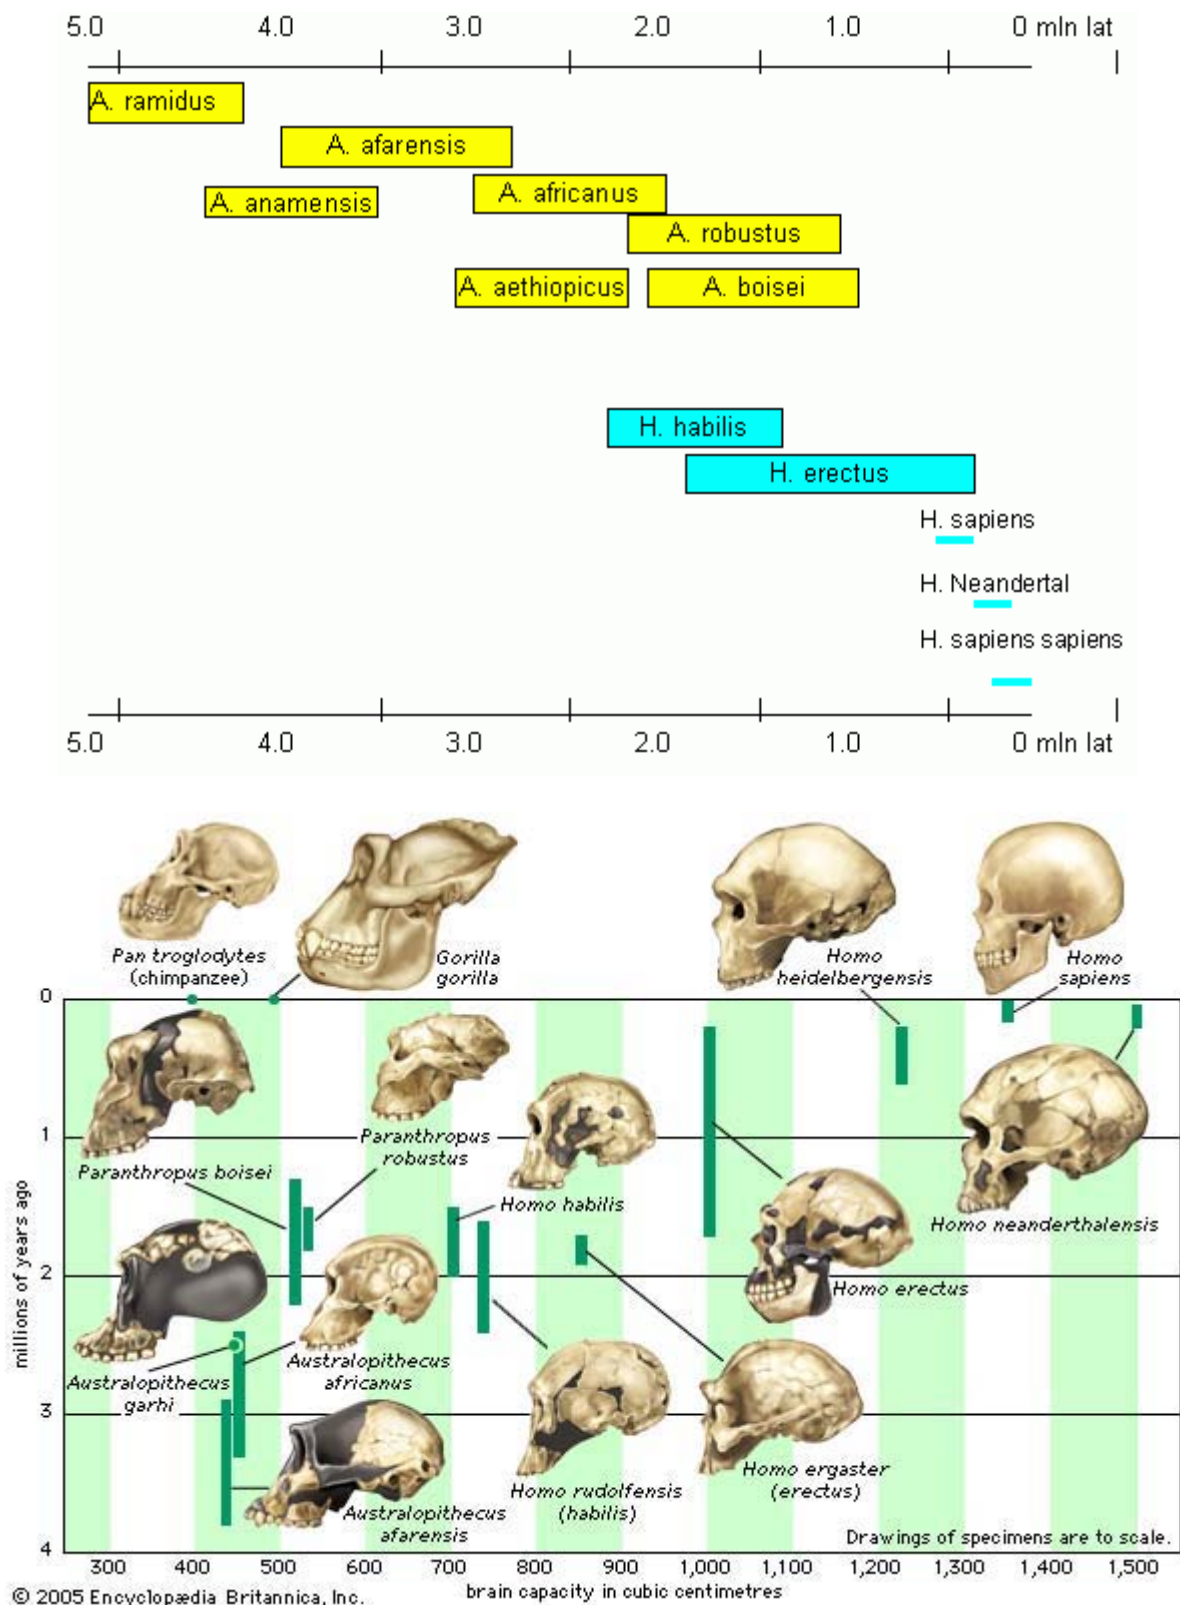 5.0 4.0 3.0 2.0 1.0 0 mln lat
A. ramidus
A. afarensis
A. anamensis
A. africanus
A. robustus
A. aethiopicus
A. boisei
H. habilis
H. erectus
H. sapiens
H. Neandertal
H. sapiens sapiens
5.0 4.0 3.0 2.0 1.0 0 mln lat
Pan troglodytes
(chimpanzee)
Gorilla
gorilla
Homo
heidelbergensis
Homo
sapiens
0
1
2
3
4
millions of years ago
Paranthropus boisei
Paranthropus
robustus
Homo habilis
Homo neanderthalensis
Homo erectus
Australopithecus
garhi
Australopithecus
africanus
Australopithecus
afarensis
Homo rudolfensis
(habilis)
Homo ergaster
(erectus)
Drawings of specimens are to scale.
300 400 500 600 700 800 900 1,000 1,100 1,200 1,300 1,400 1,500
brain capacity in cubic centimetres
© 2005 Encyclopædia Britannica, Inc.